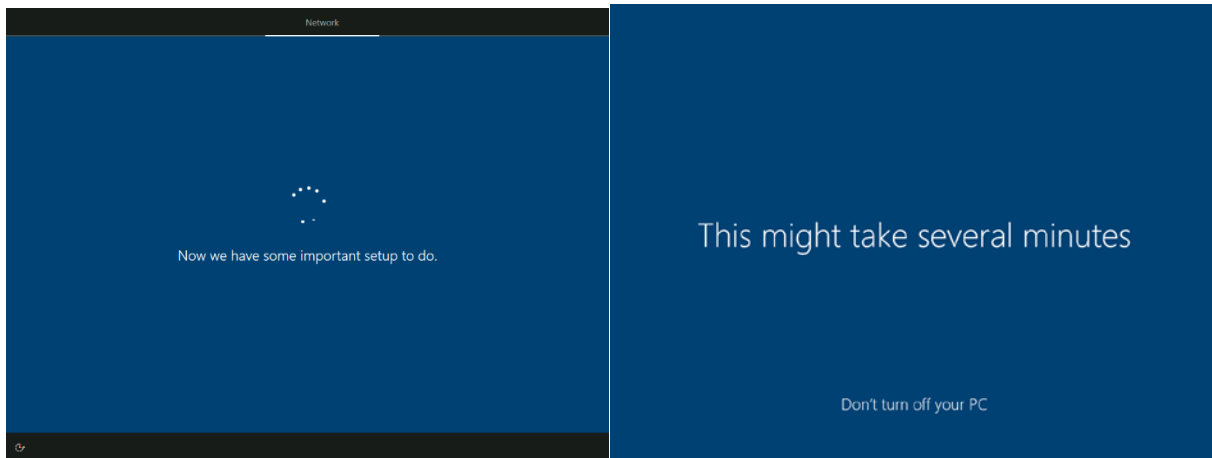 Network
Now we have some important setup to do.
This might take several minutes
Don't turn off your PC